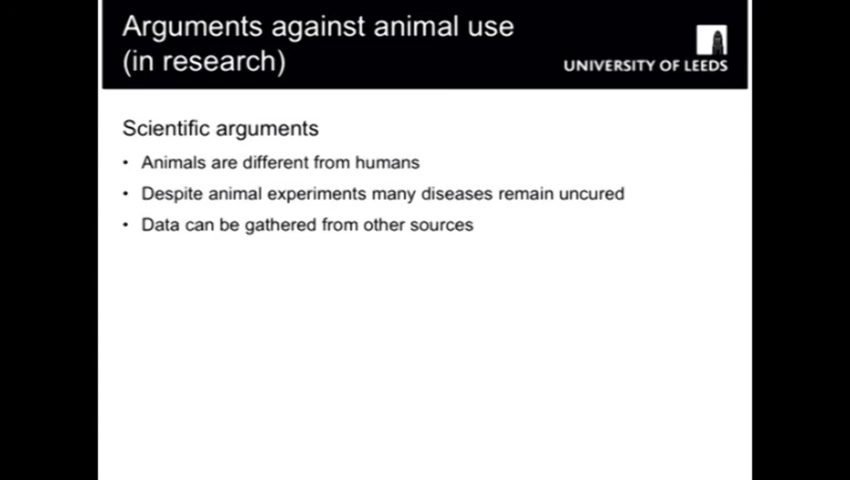 Arguments against animal use
(in research)
UNIVERSITY OF LEEDS
Scientific arguments
• Animals are different from humans
• Despite animal experiments many diseases remain uncured
• Data can be gathered from other sources